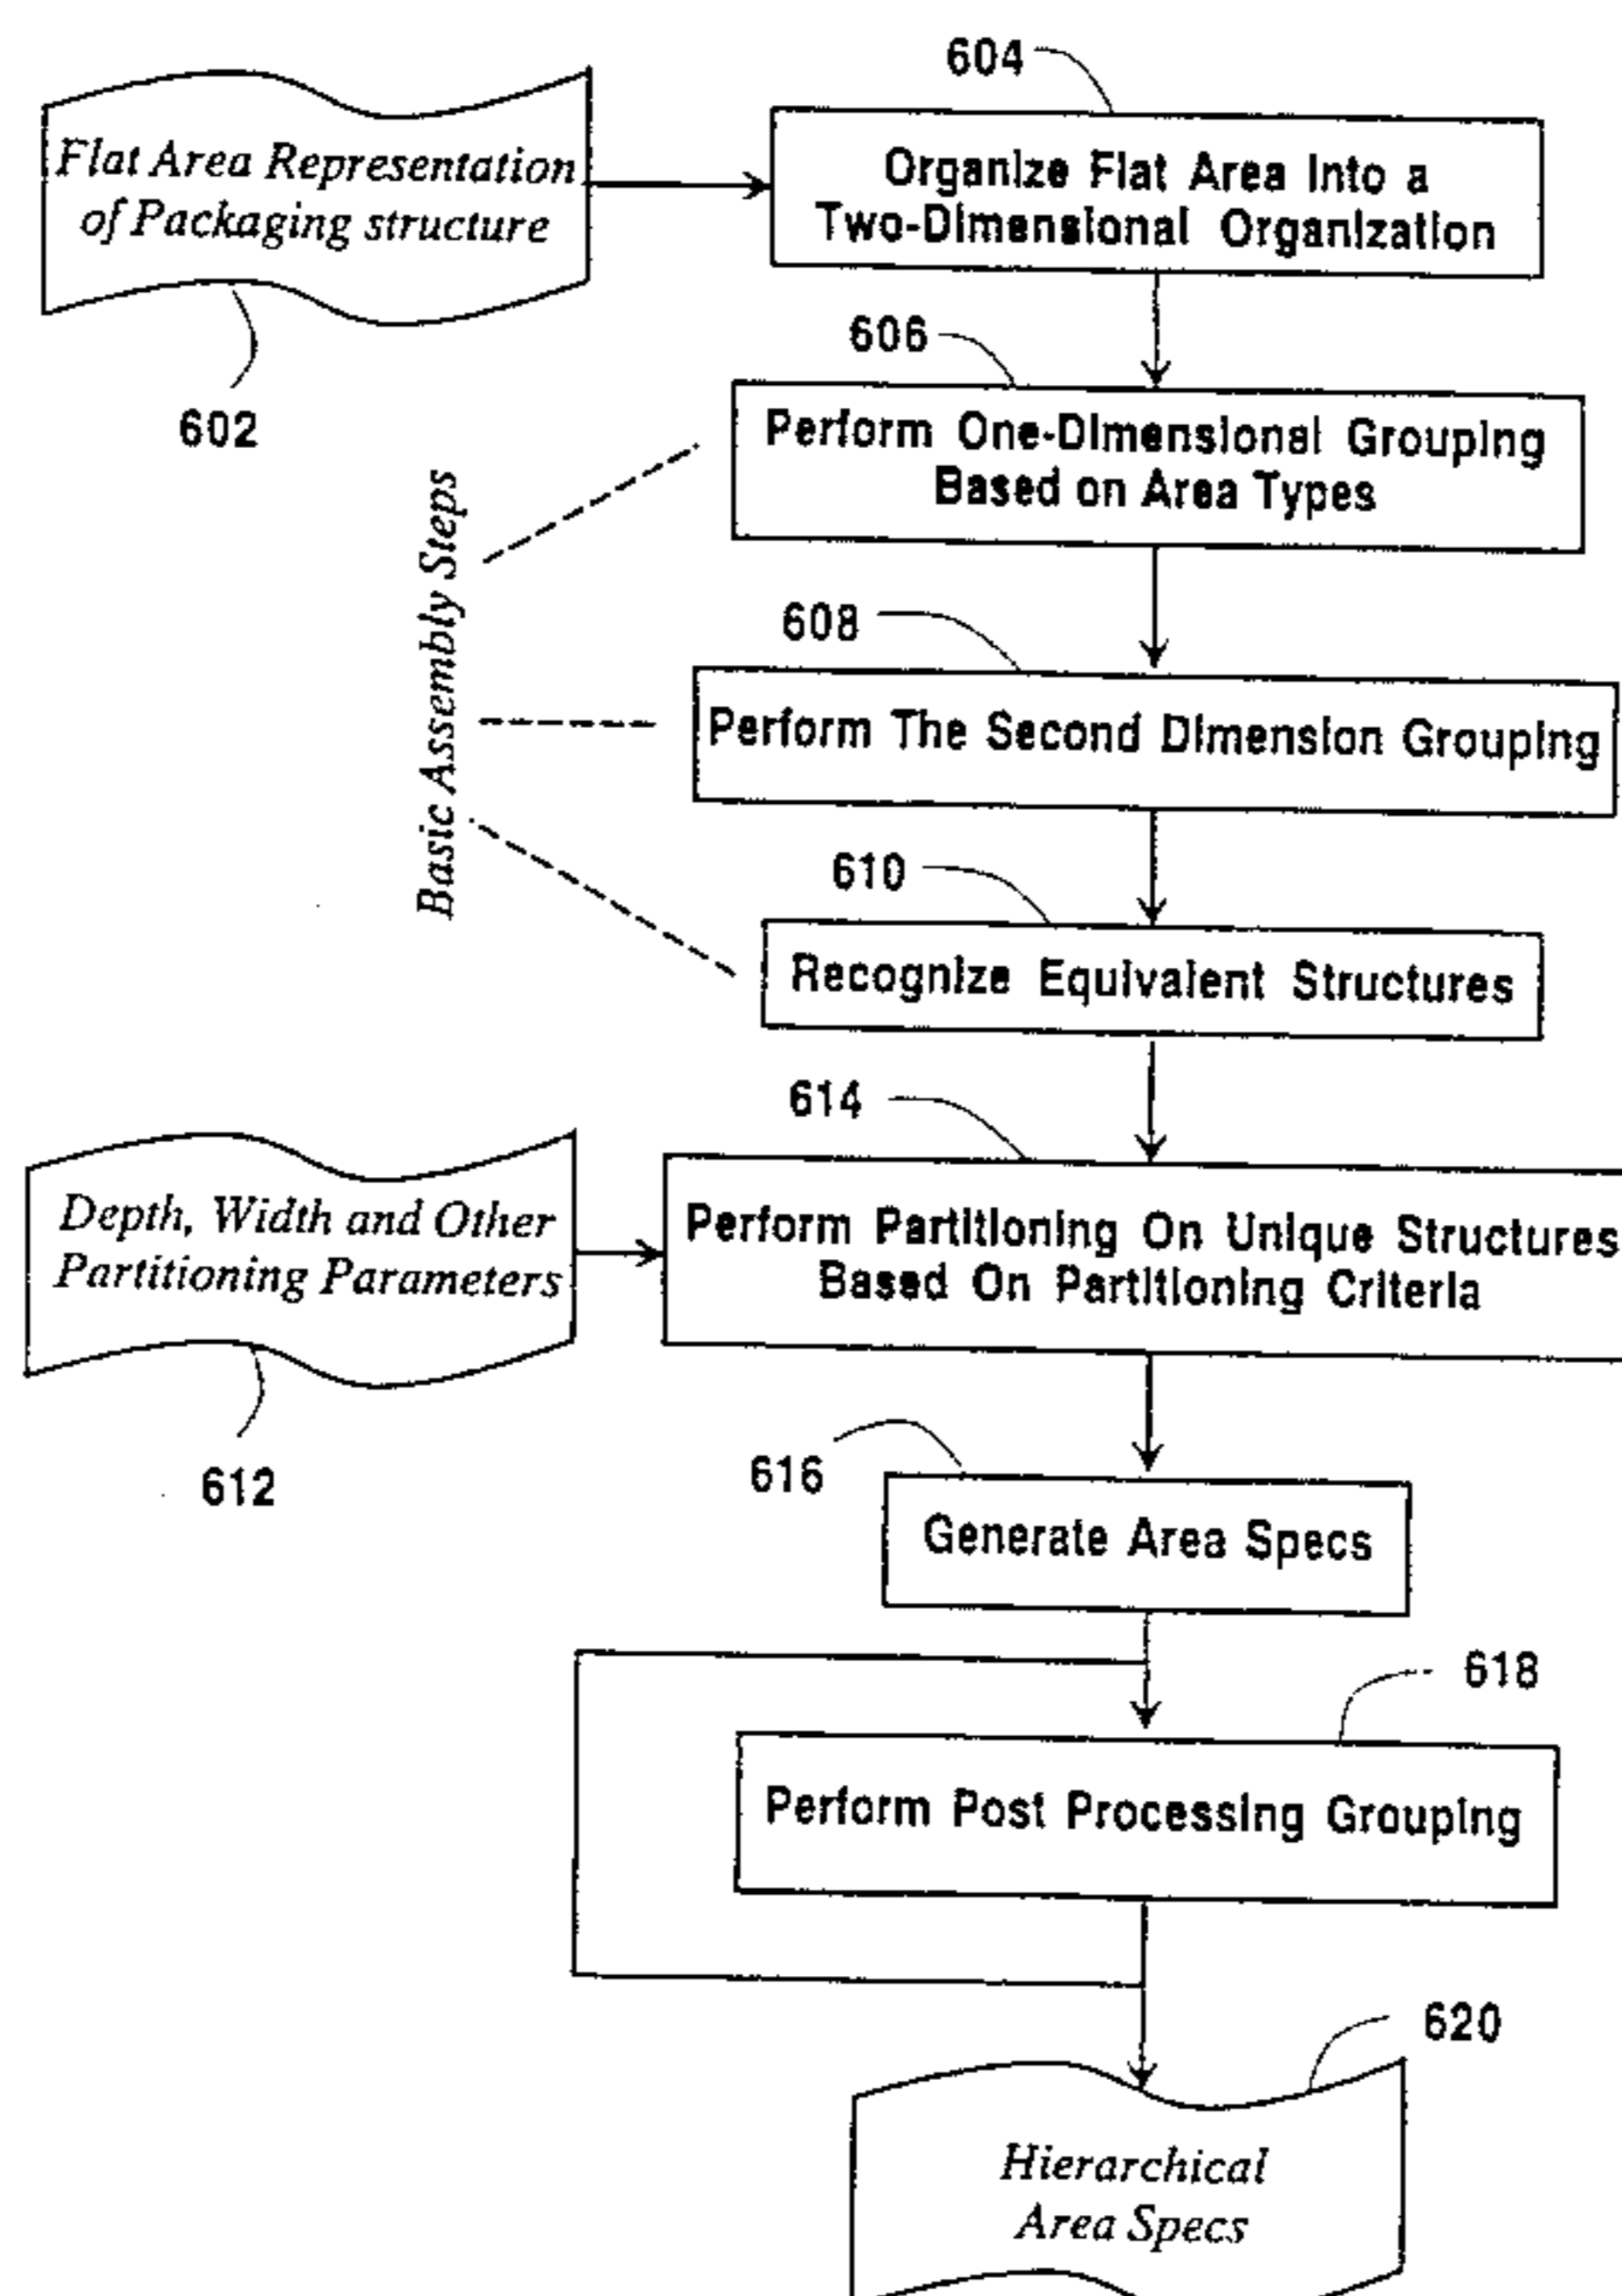 604
Flat Area Representation
of Packaging structure
Organize Flat Area Into a
Two-Dimensional Organization
602
606
Perform One-Dimensional Grouping
Based on Area Types
Basic Assembly Steps
608
Perform The Second Dimension Grouping
610
Recognize Equivalent Structures
614
Depth, Width and Other
Partitioning Parameters
Perform Partitioning On Unique Structures
Based On Partitioning Criteria
612
616
Generate Area Specs
618
Perform Post Processing Grouping
620
Hierarchical
Area Specs